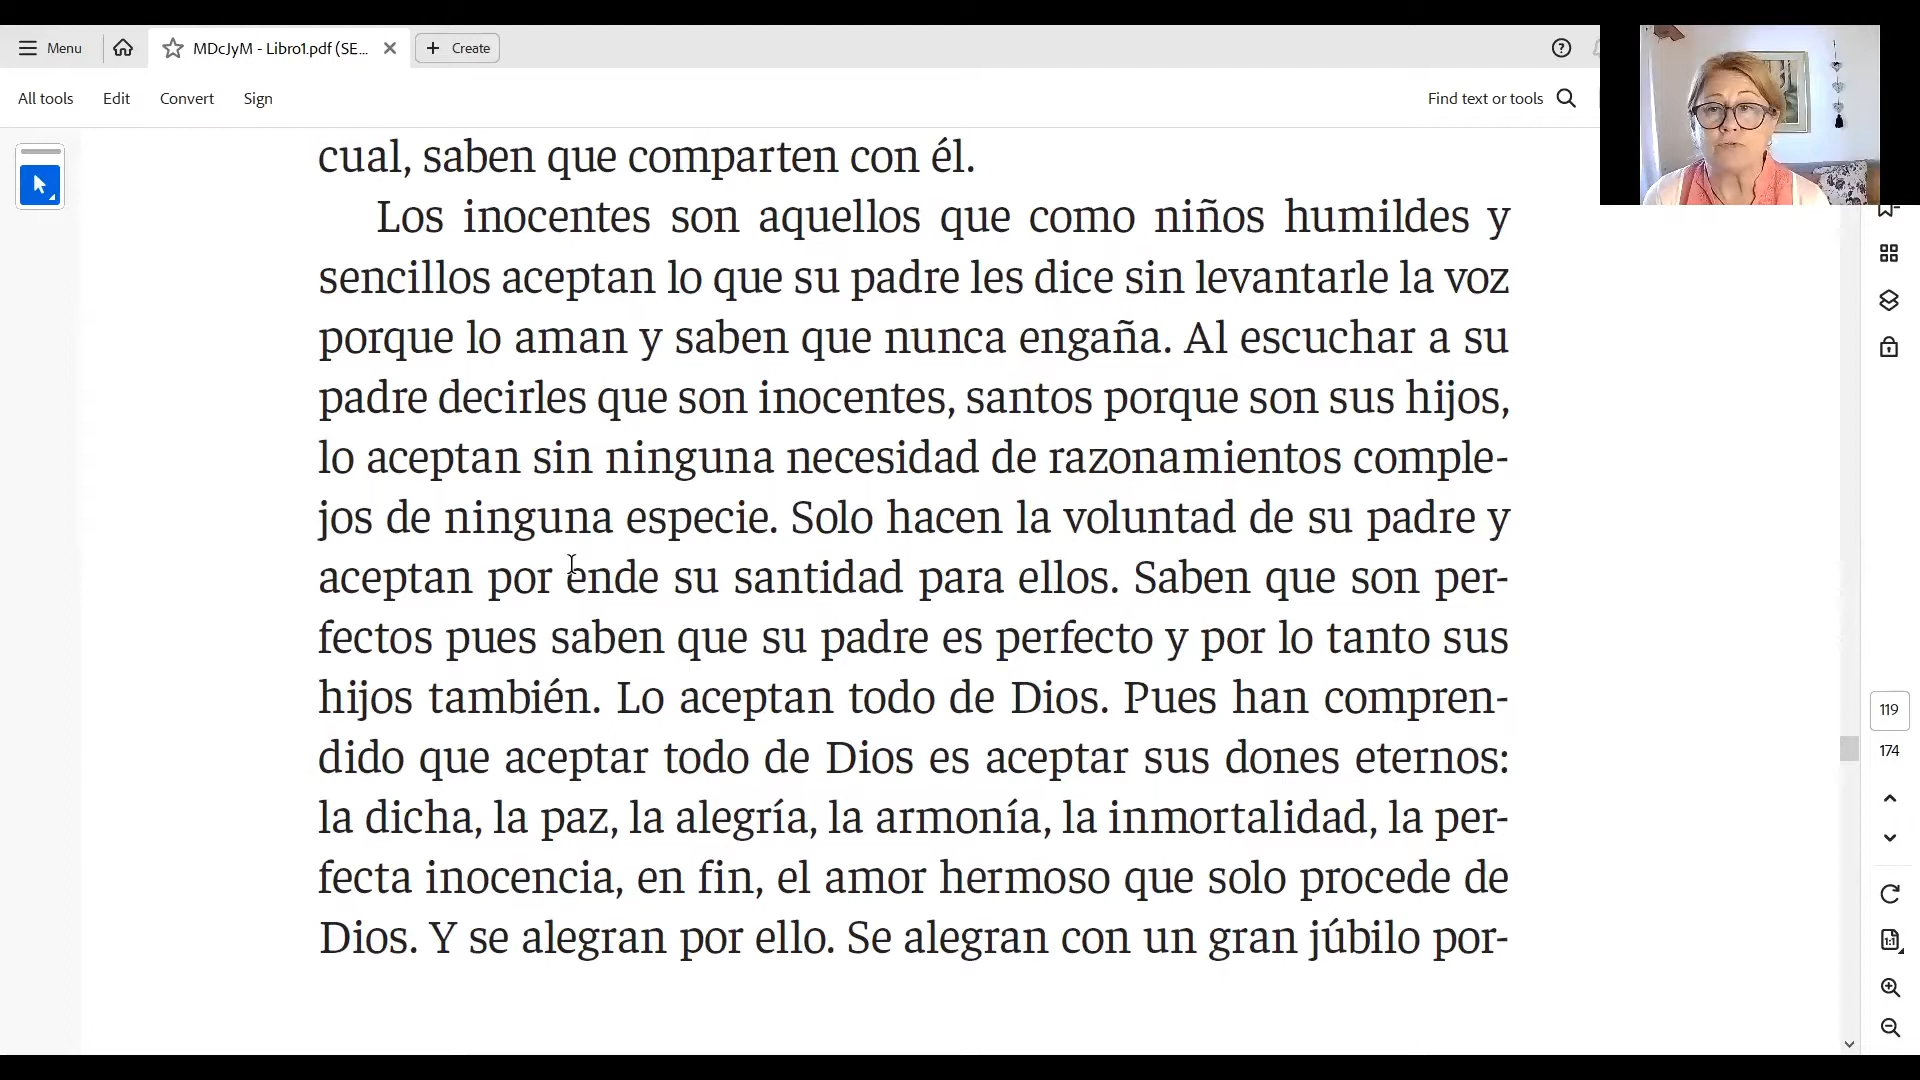 Menu
MDcJyM - Libro1.pdf (SE...
Create
All tools
Edit
Convert
Sign
Find text or tools
cual, saben que comparten con él.
Los inocentes son aquellos que como niños humildes y
sencillos aceptan lo que su padre les dice sin levantarle la voz
porque lo aman y saben que nunca engaña. Al escuchar a su
padre decirles que son inocentes, santos porque son sus hijos,
lo aceptan sin ninguna necesidad de razonamientos comple-
jos de ninguna especie. Solo hacen la voluntad de su padre y
aceptan por ende su santidad para ellos. Saben que son per-
fectos pues saben que su padre es perfecto y por lo tanto sus
hijos también. Lo aceptan todo de Dios. Pues han compren-
dido que aceptar todo de Dios es aceptar sus dones eternos:
la dicha, la paz, la alegría, la armonía, la inmortalidad, la per-
fecta inocencia, en fin, el amor hermoso que solo procede de
Dios. Y se alegran por ello. Se alegran con un gran júbilo por-
119
174